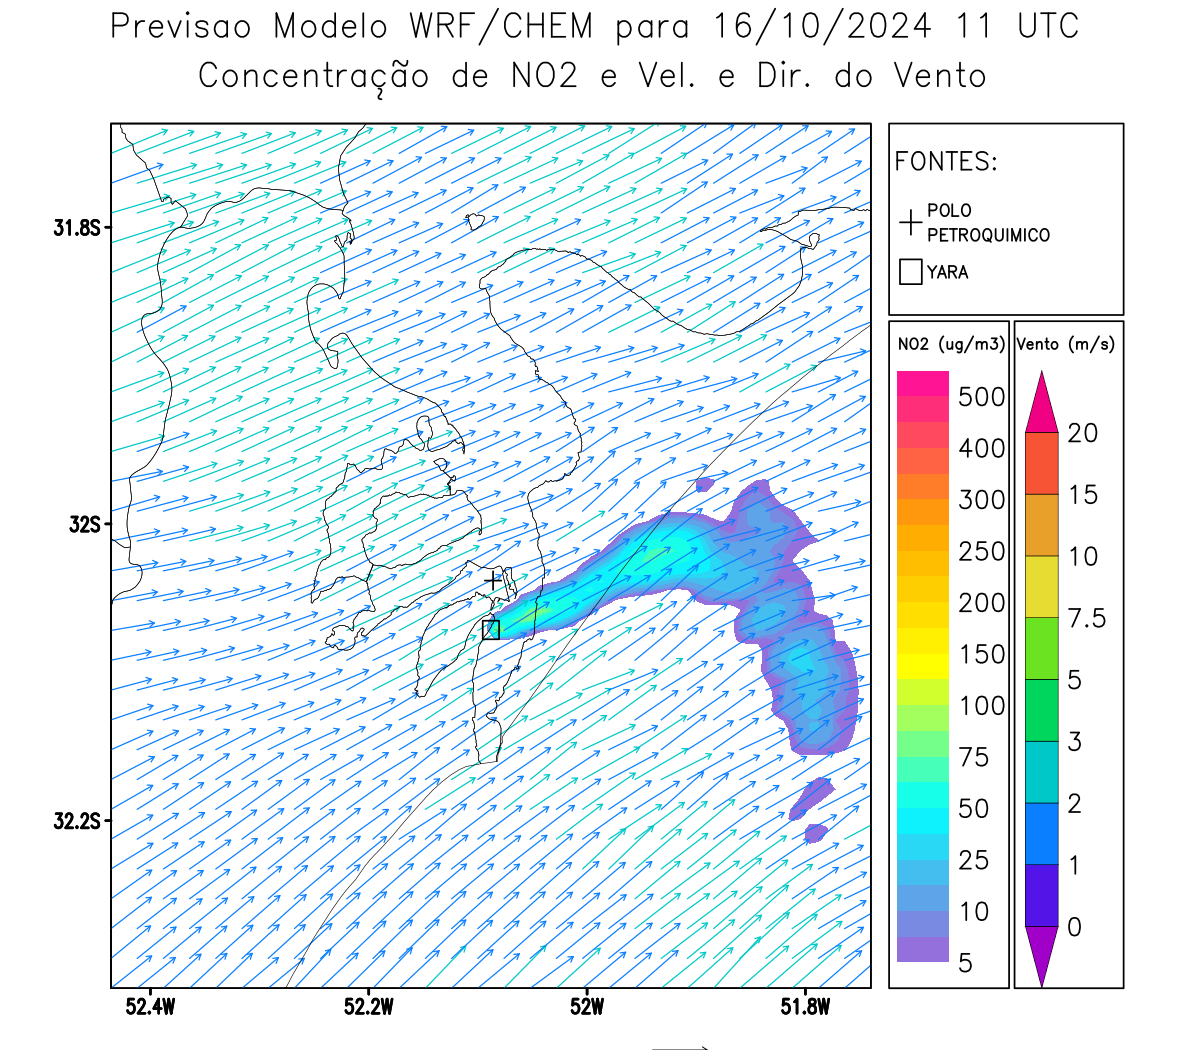 Previsao Modelo WRF/CHEM para 16/10/2024 11 UTC
Concentração de NO2 e Vel. e Dir. do Vento
FONTES:
POLO
PETROQUIMICO
YARA
NO2 (ug/m3)
500
400
300
250
200
150
100
75
50
25
10
5
Vento (m/s)
20
15
10
7.5
5
3
2
1
0
31.8S
32S
32.2S
52.4W
52.2W
52W
51.8W